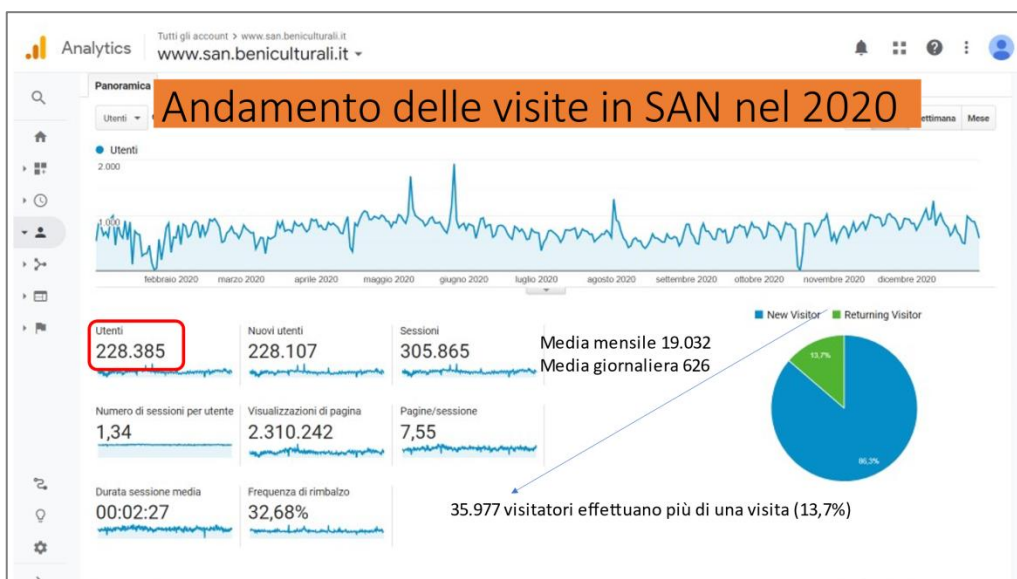 Analytics
Tutti gli account > www.san.beniculturali.it
www.san.beniculturali.it
Panoramica
Andamento delle visite in SAN nel 2020
Utenti
Mese
Utenti
2.000
1.000
febbraio 2020 marzo 2020 aprile 2020 maggio 2020 giugno 2020 luglio 2020 agosto 2020 settembre 2020 ottobre 2020 novembre 2020 dicembre 2020
New Visitor Returning Visitor
Utenti Nuovi utenti Sessioni
228.385 228.107 305.865
Media mensile 19.032
Media giornaliera 626
13,7%
86,3%
Numero di sessioni per utente Visualizzazioni di pagina Pagine/sessione
1,34 2.310.242 7,55
Durata sessione media Frequenza di rimbalzo
00:02:27 32,68%
35.977 visitatori effettuano più di una visita (13,7%)